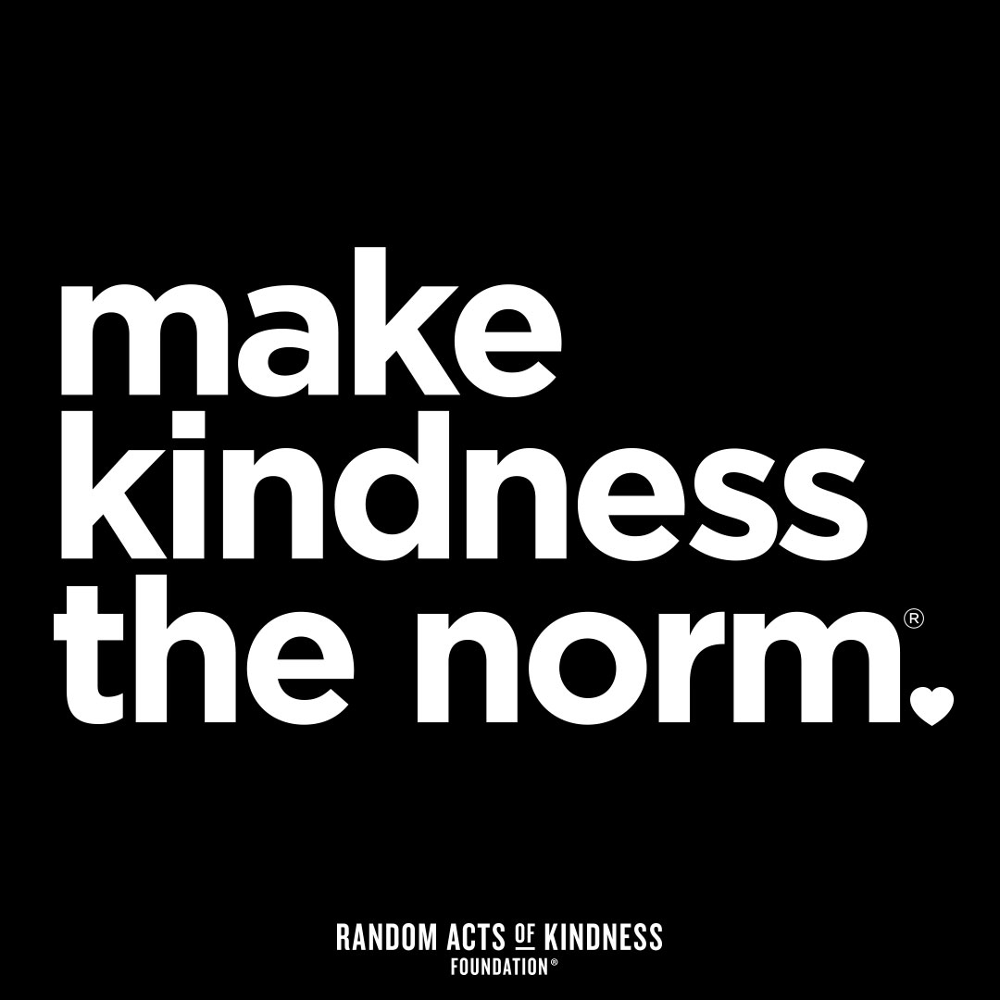 make
kindness
the norm®.
RANDOM ACTS OF KINDNESS
FOUNDATION®